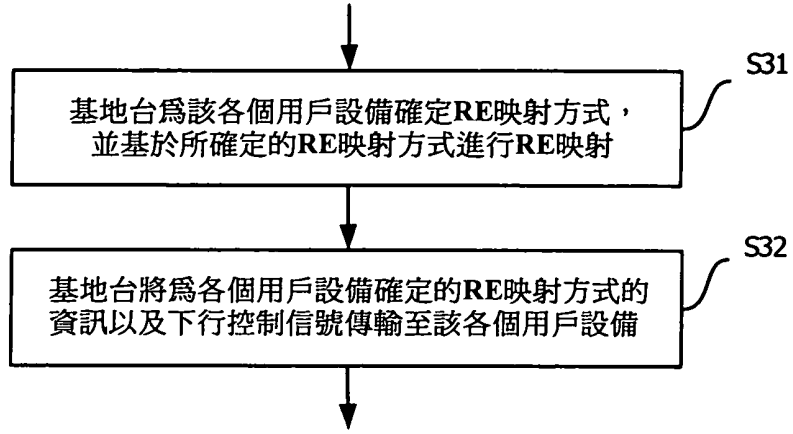 S31
基地台爲該各個用戶設備確定RE映射方式，
並基於所確定的RE映射方式進行RE映射
S32
基地台將爲各個用戶設備確定的RE映射方式的
資訊以及下行控制信號傳輸至該各個用戶設備